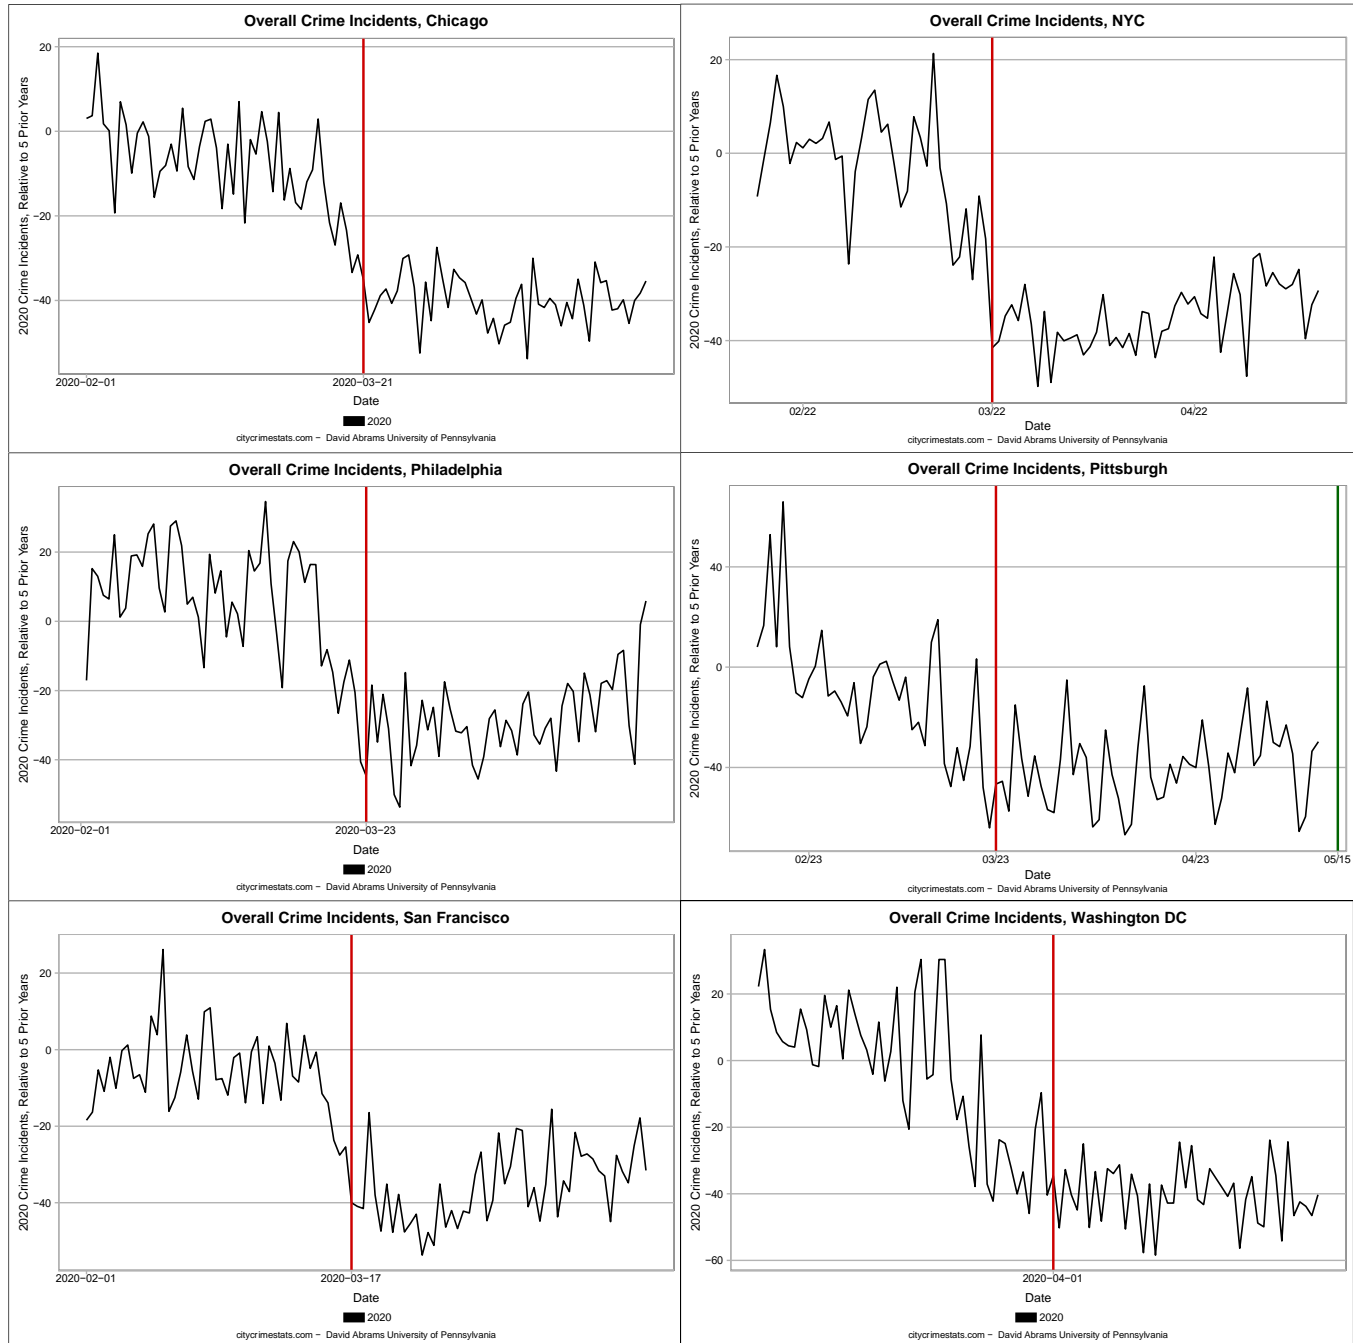 Overall Crime Incidents, Chicago
2020 Crime Incidents, Relative to 5 Prior Years
20
0
−20
−40
2020−02−01
2020−03−21
Date
2020
citycrimestats.com − David Abrams University of Pennsylvania
Overall Crime Incidents, NYC
2020 Crime Incidents, Relative to 5 Prior Years
20
0
−20
−40
02/22
03/22
04/22
Date
citycrimestats.com − David Abrams University of Pennsylvania
Overall Crime Incidents, Philadelphia
2020 Crime Incidents, Relative to 5 Prior Years
20
0
−20
−40
2020−02−01
2020−03−23
Date
2020
citycrimestats.com − David Abrams University of Pennsylvania
Overall Crime Incidents, Pittsburgh
2020 Crime Incidents, Relative to 5 Prior Years
40
0
−40
02/23
03/23
04/23
05/15
Date
citycrimestats.com − David Abrams University of Pennsylvania
Overall Crime Incidents, San Francisco
2020 Crime Incidents, Relative to 5 Prior Years
20
0
−20
−40
2020−02−01
2020−03−17
Date
2020
citycrimestats.com − David Abrams University of Pennsylvania
Overall Crime Incidents, Washington DC
2020 Crime Incidents, Relative to 5 Prior Years
20
0
−20
−40
−60
2020−04−01
Date
2020
citycrimestats.com − David Abrams University of Pennsylvania